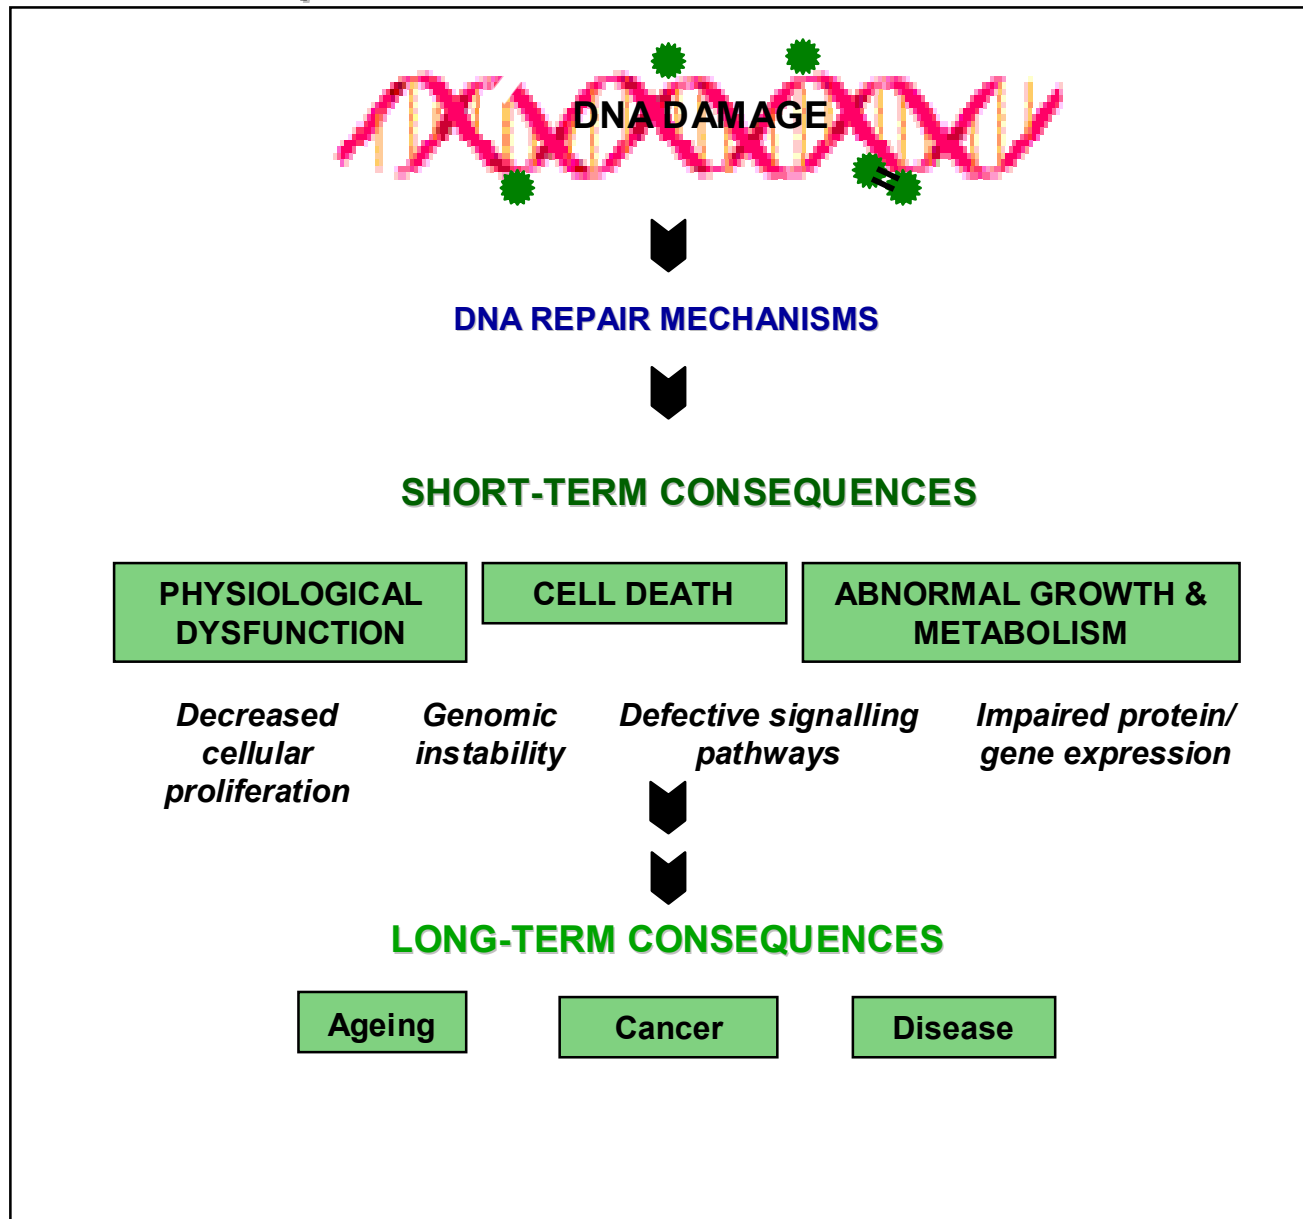 DNA DAMAGE
DNA REPAIR MECHANISMS
SHORT-TERM CONSEQUENCES
PHYSIOLOGICAL
DYSFUNCTION
CELL DEATH
ABNORMAL GROWTH &
METABOLISM
Decreased
cellular
proliferation
Genomic
instability
Defective signalling
pathways
Impaired protein/
gene expression
LONG-TERM CONSEQUENCES
Ageing
Cancer
Disease